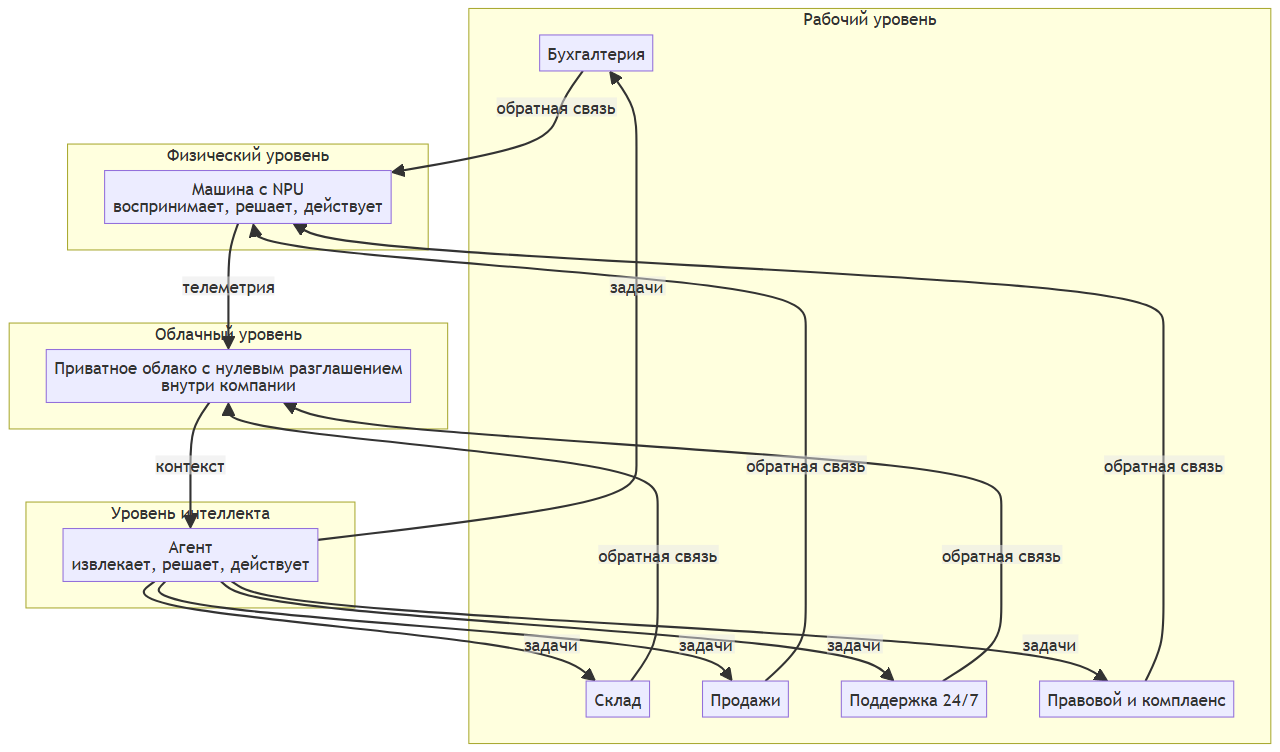 Рабочий уровень
Бухгалтерия
обратная связь
Физический уровень
Машина с NPU
воспринимает, решает, действует
телеметрия
задачи
Облачный уровень
Приватное облако с нулевым разглашением
внутри компании
контекст
обратная связь
обратная связь
Уровень интеллекта
Агент
извлекает, решает, действует
обратная связь
обратная связь
задачи
задачи
задачи
задачи
Склад
Продажи
Поддержка 24/7
Правовой и комплаенс